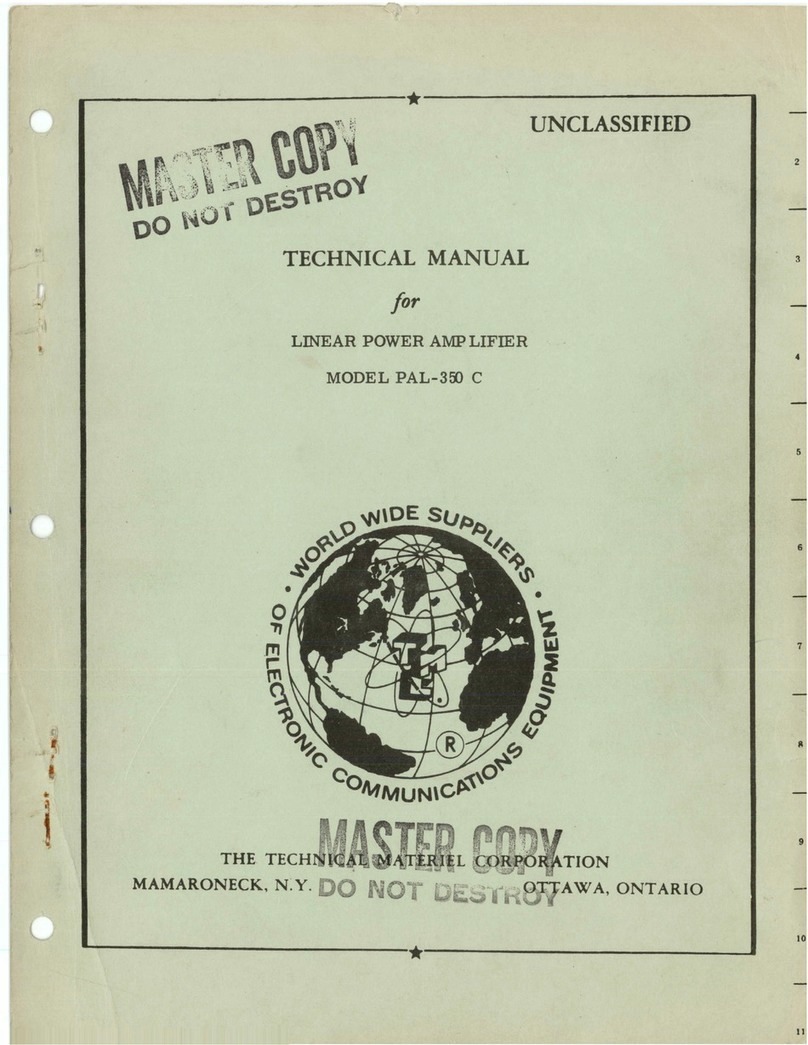 UNCLASSIFIED
MASTER COPY
DO NOT DESTROY
TECHNICAL MANUAL
for
LINEAR POWER AMPLIFIER
MODEL PAL-350 C
• WORLD WIDE SUPPLIERS •
OF ELECTRONIC COMMUNICATIONS EQUIPMENT
TMC
R
MASTER COPY
THE TECHNICAL MATERIEL CORPORATION
DO NOT DESTROY
MAMARONECK, N.Y. OTTAWA, ONTARIO
2
3
4
5
6
7
8
9
10
11